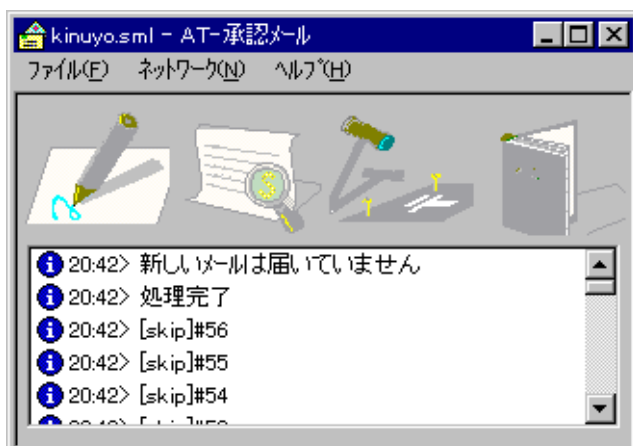 kinuyo.sml - AT-承認メール
ファイル(F) ネットワーク(N) ヘルプ(H)
20:42> 新しいメールは届いていません
20:42> 処理完了
20:42> [skip]#56
20:42> [skip]#55
20:42> [skip]#54